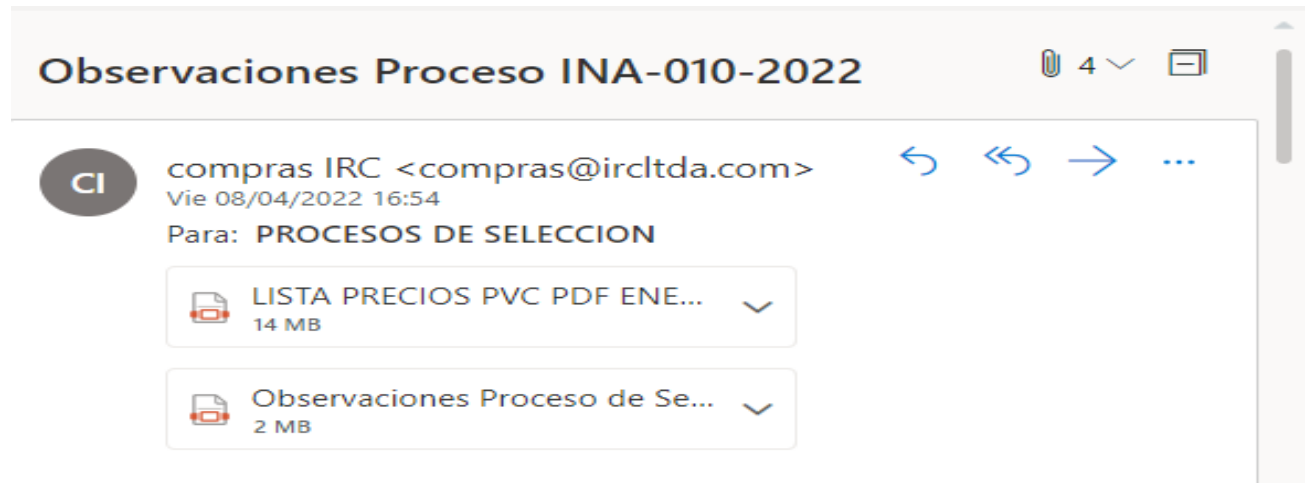 Observaciones Proceso INA-010-2022
4
CI
compras IRC <compras@ircltda.com>
Vie 08/04/2022 16:54
Para: PROCESOS DE SELECCION
LISTA PRECIOS PVC PDF ENE...
14 MB
Observaciones Proceso de Se...
2 MB